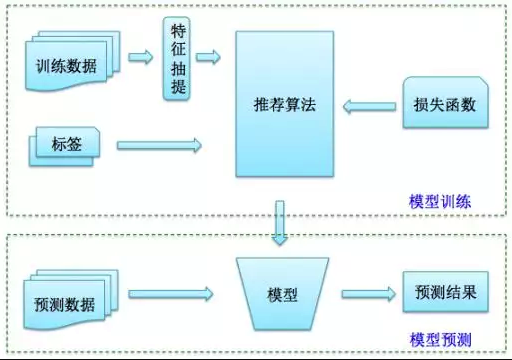 训练数据
特征抽提
推荐算法
损失函数
标签
模型训练
预测数据
模型
预测结果
模型预测